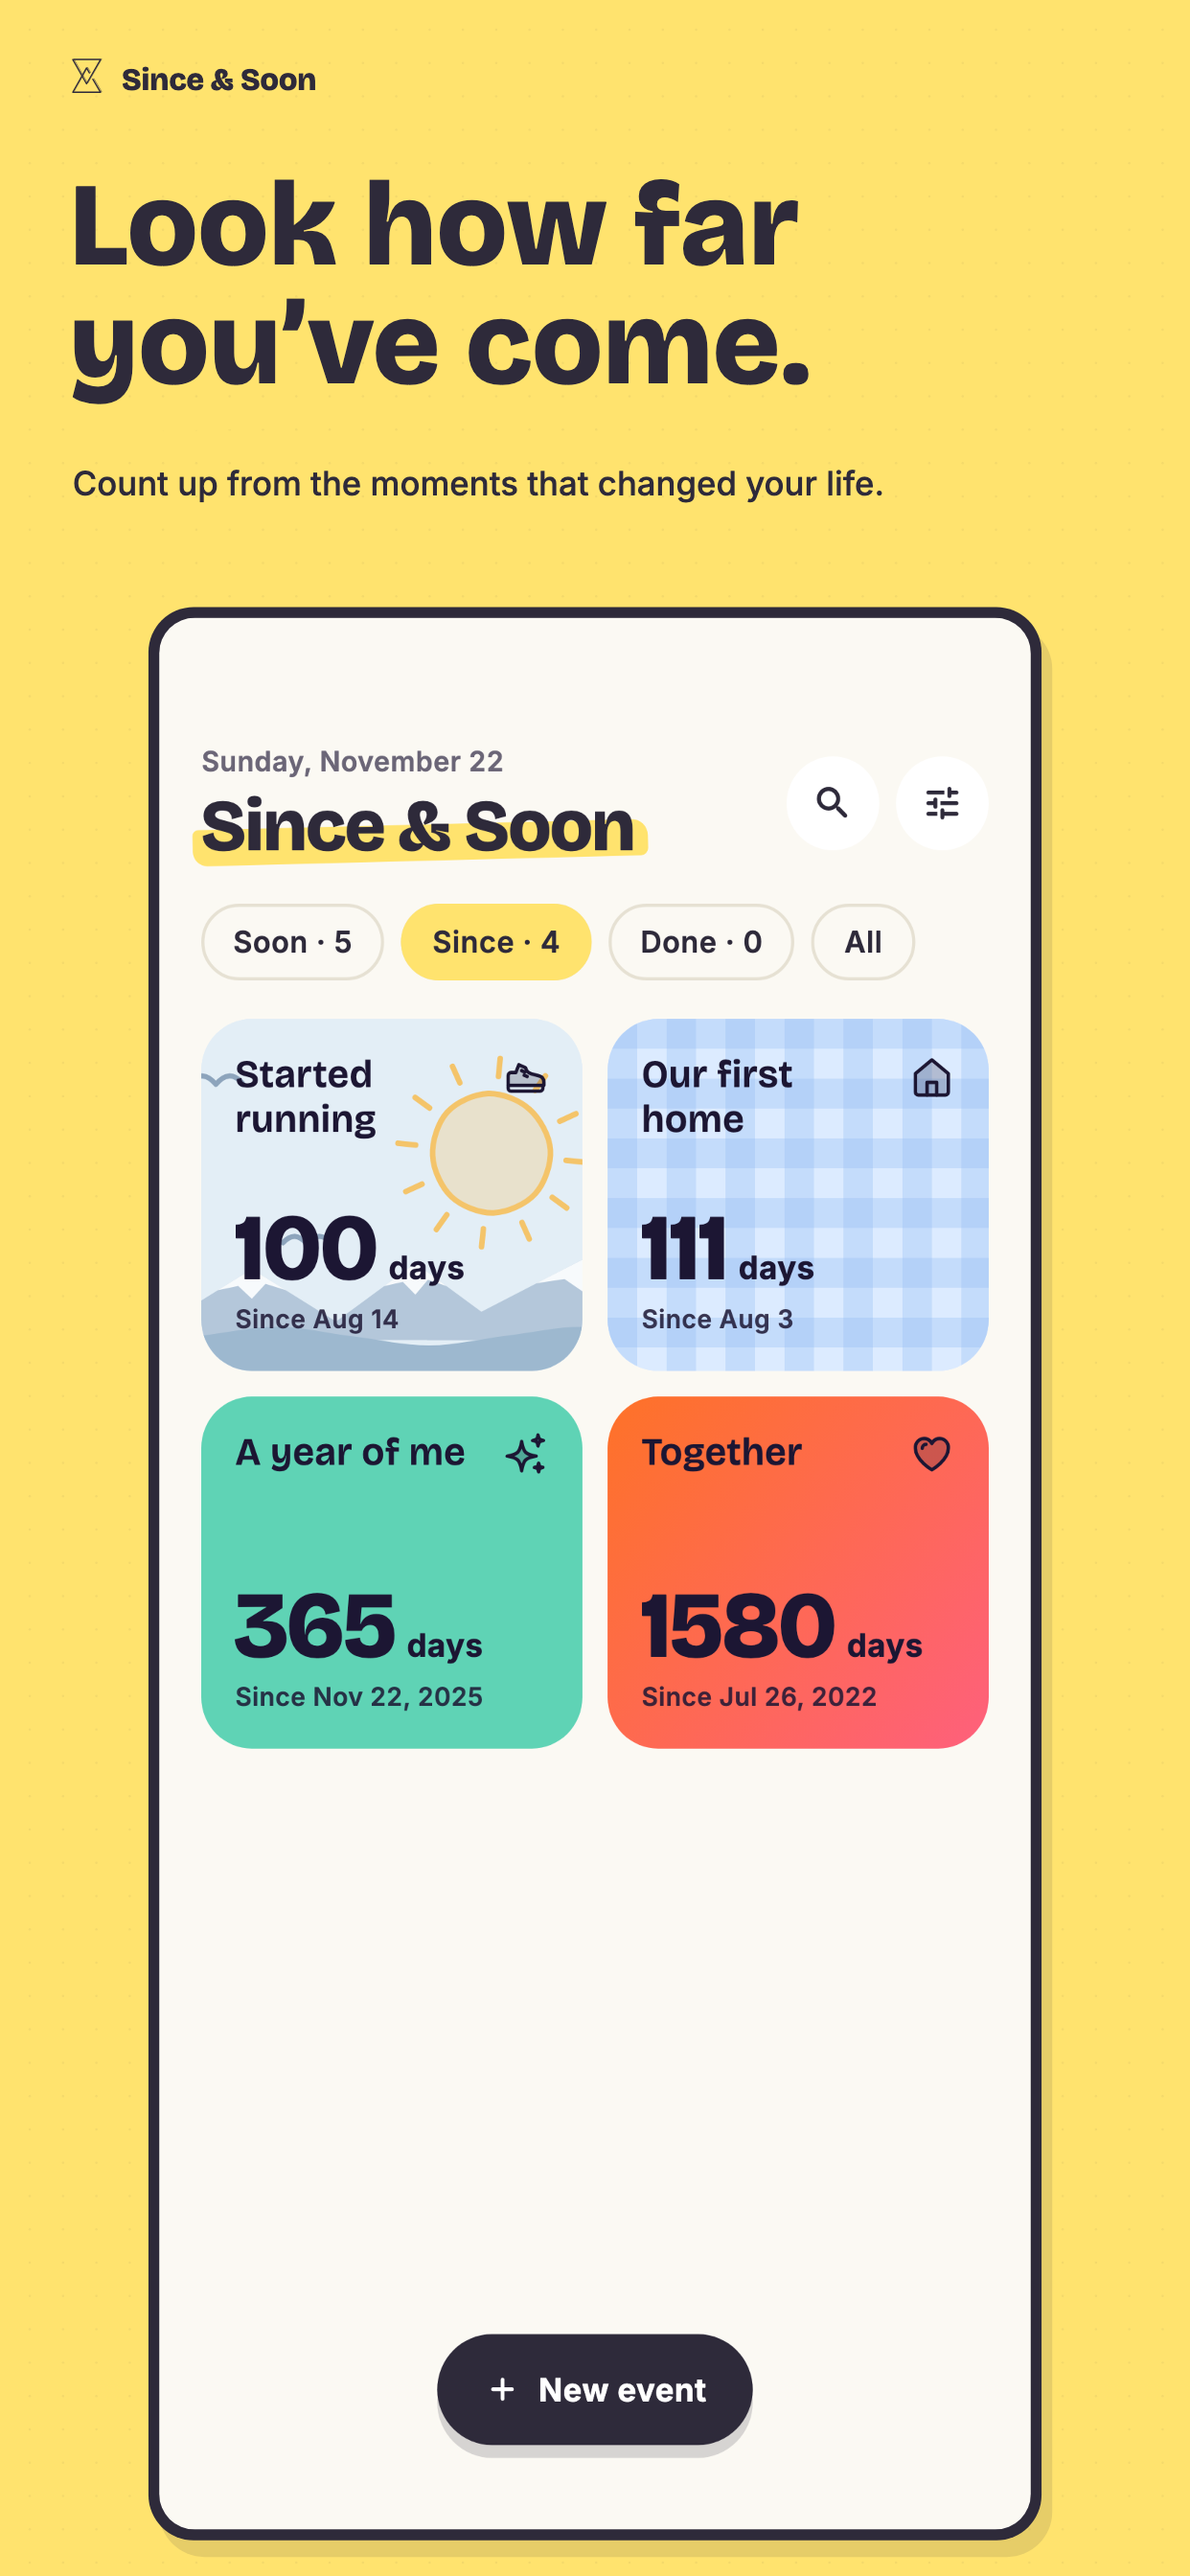 Since & Soon
Look how far
you’ve come.
Count up from the moments that changed your life.
Sunday, November 22
Since & Soon
Soon · 5
Since · 4
Done · 0
All
Started
running
100 days
Since Aug 14
Our first
home
111 days
Since Aug 3
A year of me
365 days
Since Nov 22, 2025
Together
1580 days
Since Jul 26, 2022
+ New event